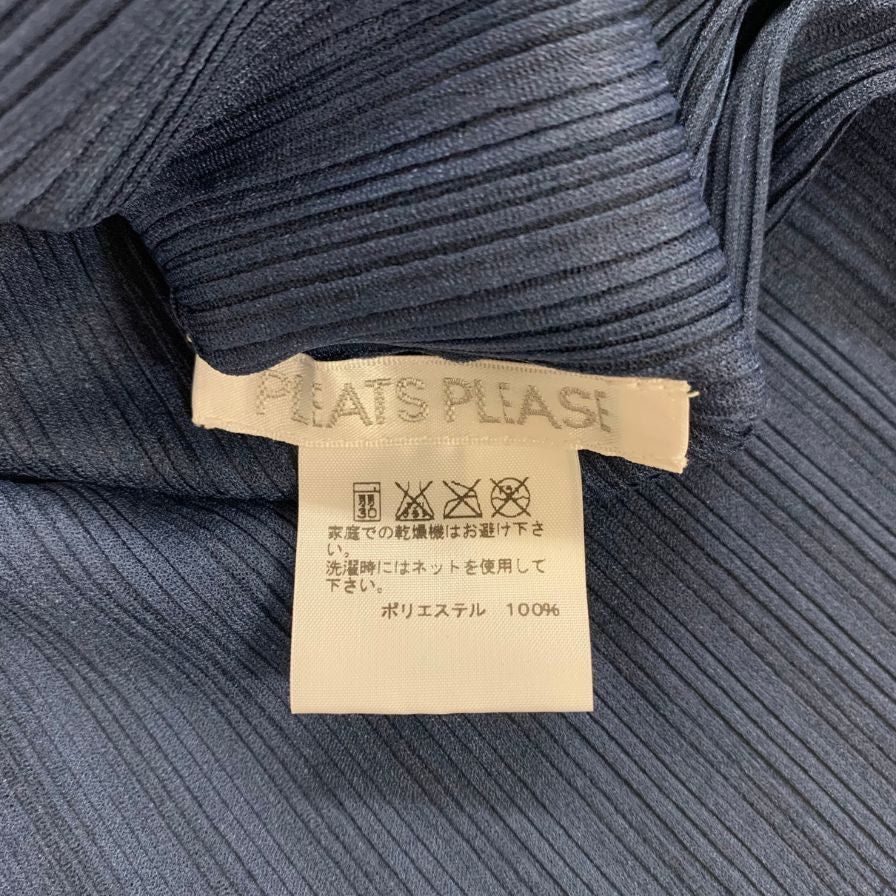 PLEATS PLEASE
弱
30
家庭での乾燥機はお避け下さ
い。
洗濯時にはネットを使用して
下さい。
ポリエステル 100%